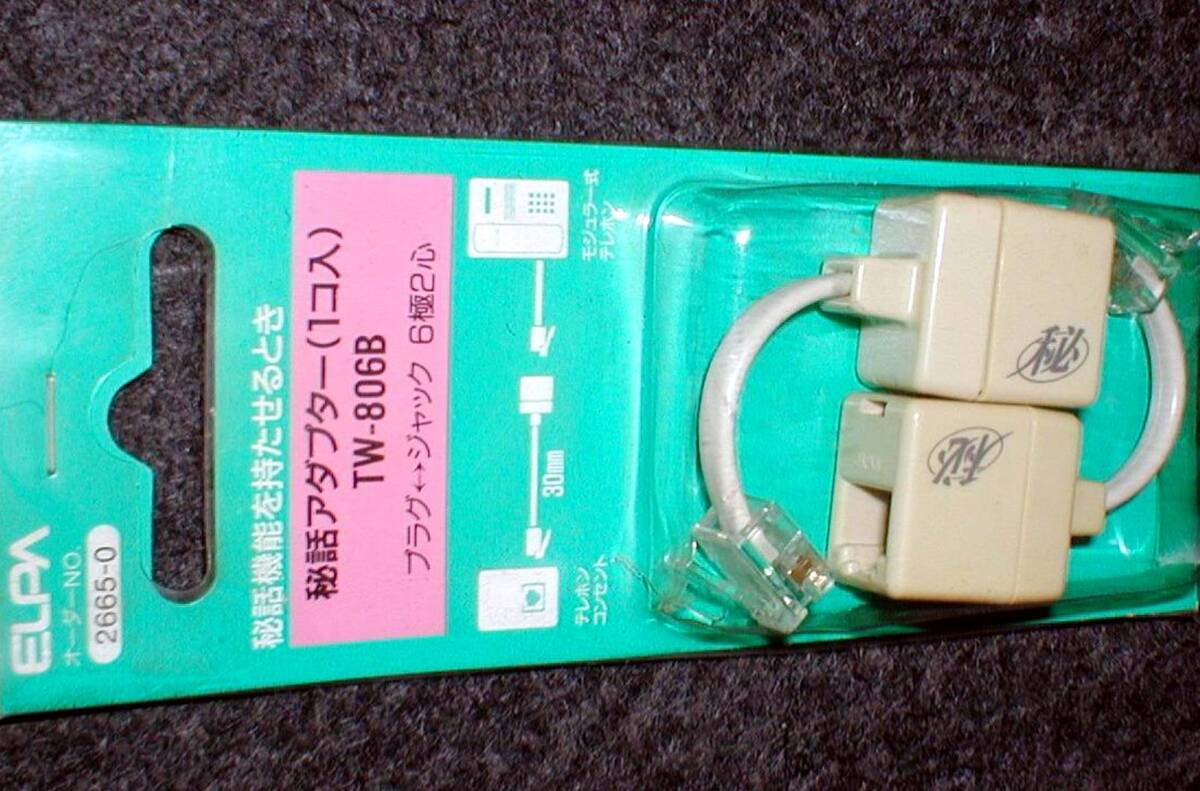 ELPA
オーダーNO.
2665-0
秘話機能を持たせるとき
秘話アダプター(1コ入)
TW-806B
プラグ↔ジャック 6極2心
モジュラー式
テレホン
30mm
テレホン
コンセント
秘
秘